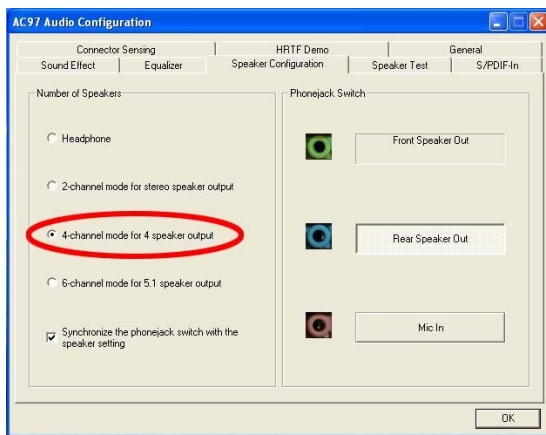 AC97 Audio Configuration
Connector Sensing
HRTF Demo
General
Sound Effect
Equalizer
Speaker Configuration
Speaker Test
S/PDIF-In
Number of Speakers
Headphone
2-channel mode for stereo speaker output
4-channel mode for 4 speaker output
6-channel mode for 5.1 speaker output
Synchronize the phonejack switch with the
speaker setting
Phonejack Switch
Front Speaker Out
Rear Speaker Out
Mic In
OK